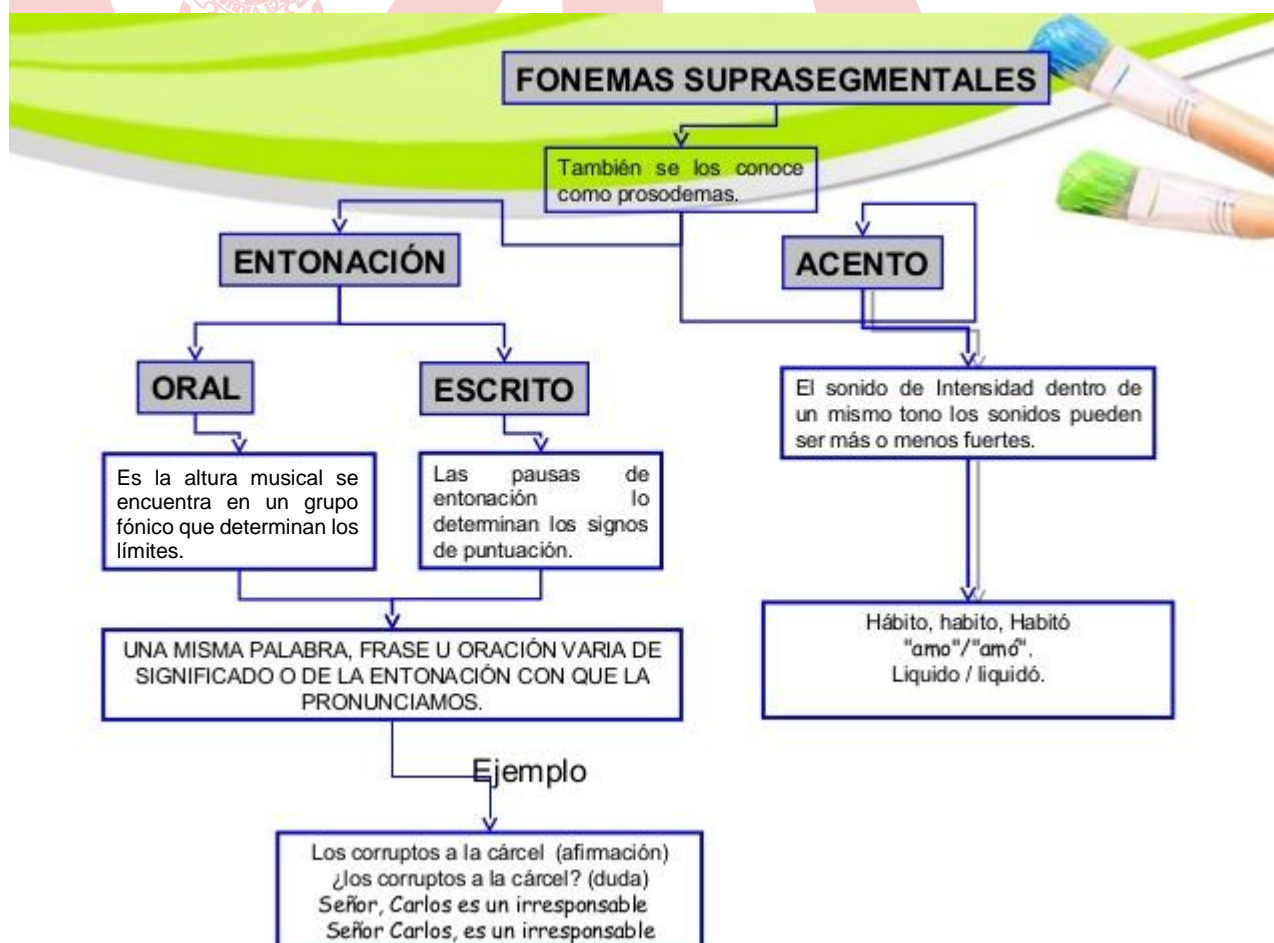 FONEMAS SUPRASEGMENTALES
También se los conoce
como prosodemas.
ENTONACIÓN
ACENTO
ORAL
ESCRITO
Es la altura musical se
encuentra en un grupo
fónico que determinan los
límites.
Las pausas de
entonación lo
determinan los signos
de puntuación.
El sonido de Intensidad dentro de
un mismo tono los sonidos pueden
ser más o menos fuertes.
UNA MISMA PALABRA, FRASE U ORACIÓN VARIA DE
SIGNIFICADO O DE LA ENTONACIÓN CON QUE LA
PRONUNCIAMOS.
Hábito, habito, Habitó
"amo"/"amó".
Liquido / liquidó.
Ejemplo
Los corruptos a la cárcel (afirmación)
¿los corruptos a la cárcel? (duda)
Señor, Carlos es un irresponsable
Señor Carlos, es un irresponsable